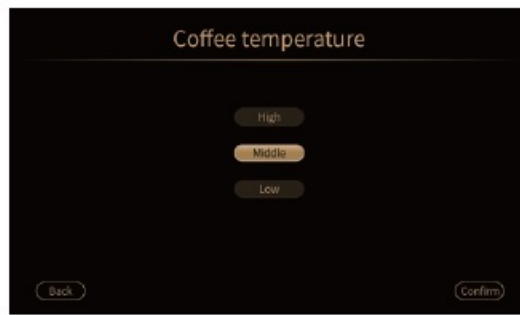 Coffee temperature
High
Middle
Low
Back
Confirm